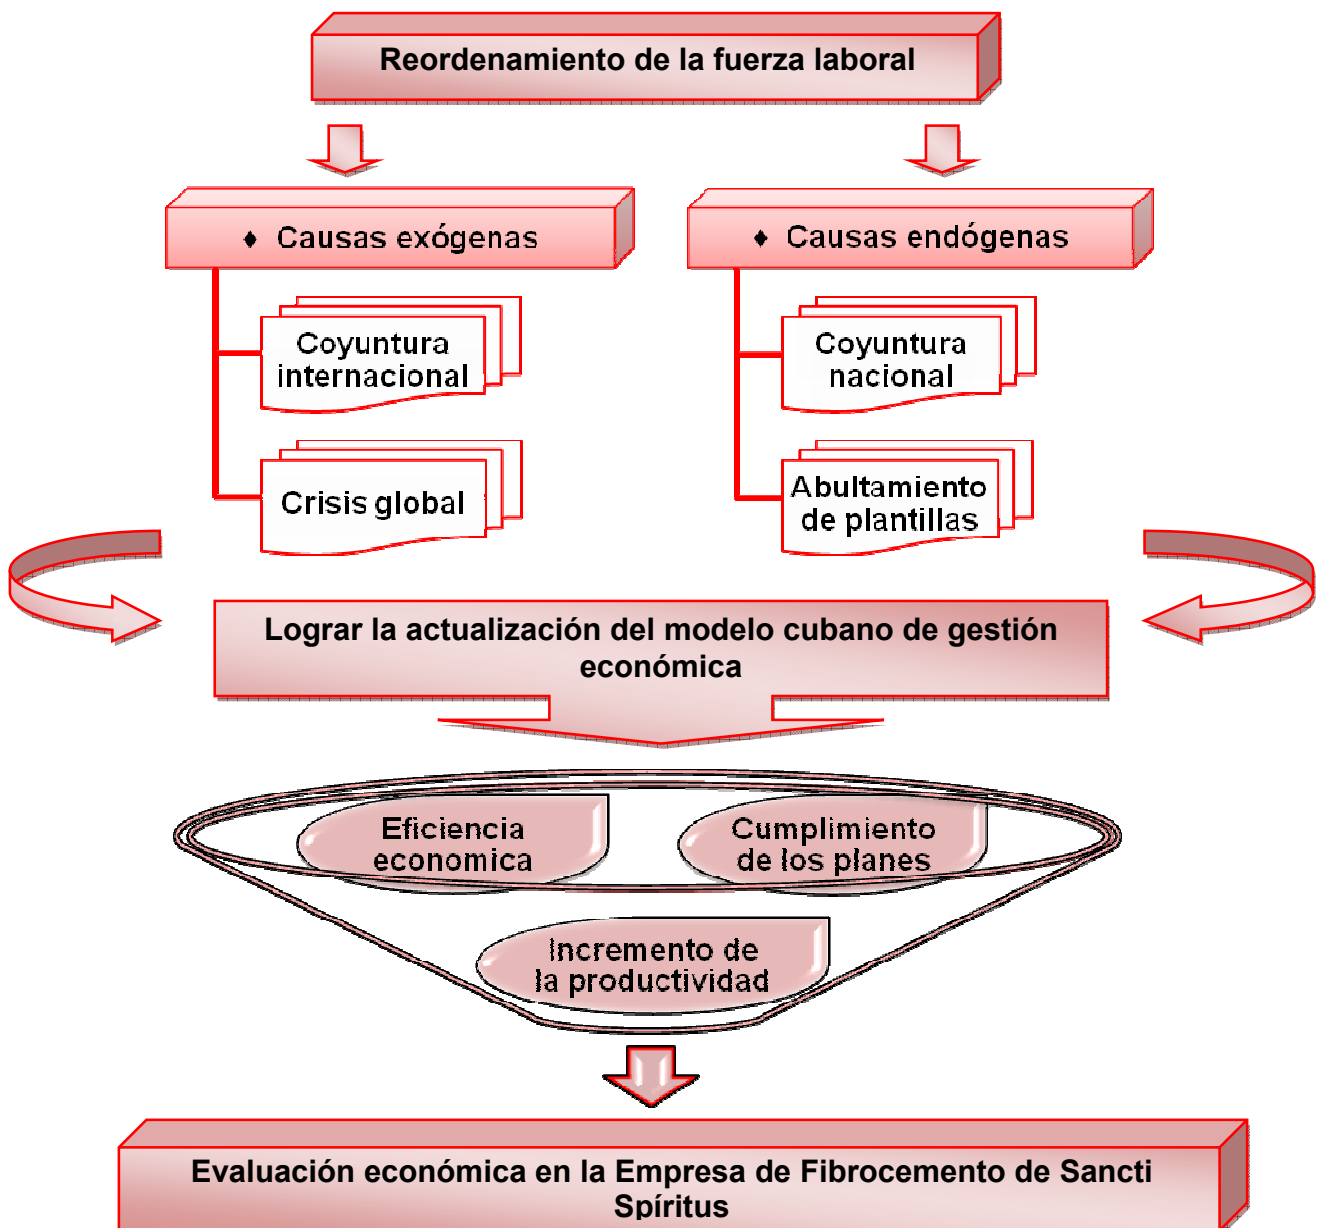 Reordenamiento de la fuerza laboral
♦ Causas exógenas
Coyuntura
internacional
Crisis global
♦ Causas endógenas
Coyuntura
nacional
Abultamiento
de plantillas
Lograr la actualización del modelo cubano de gestión
económica
Eficiencia
economica
Cumplimiento
de los planes
Incremento de
la productividad
Evaluación económica en la Empresa de Fibrocemento de Sancti
Spíritus